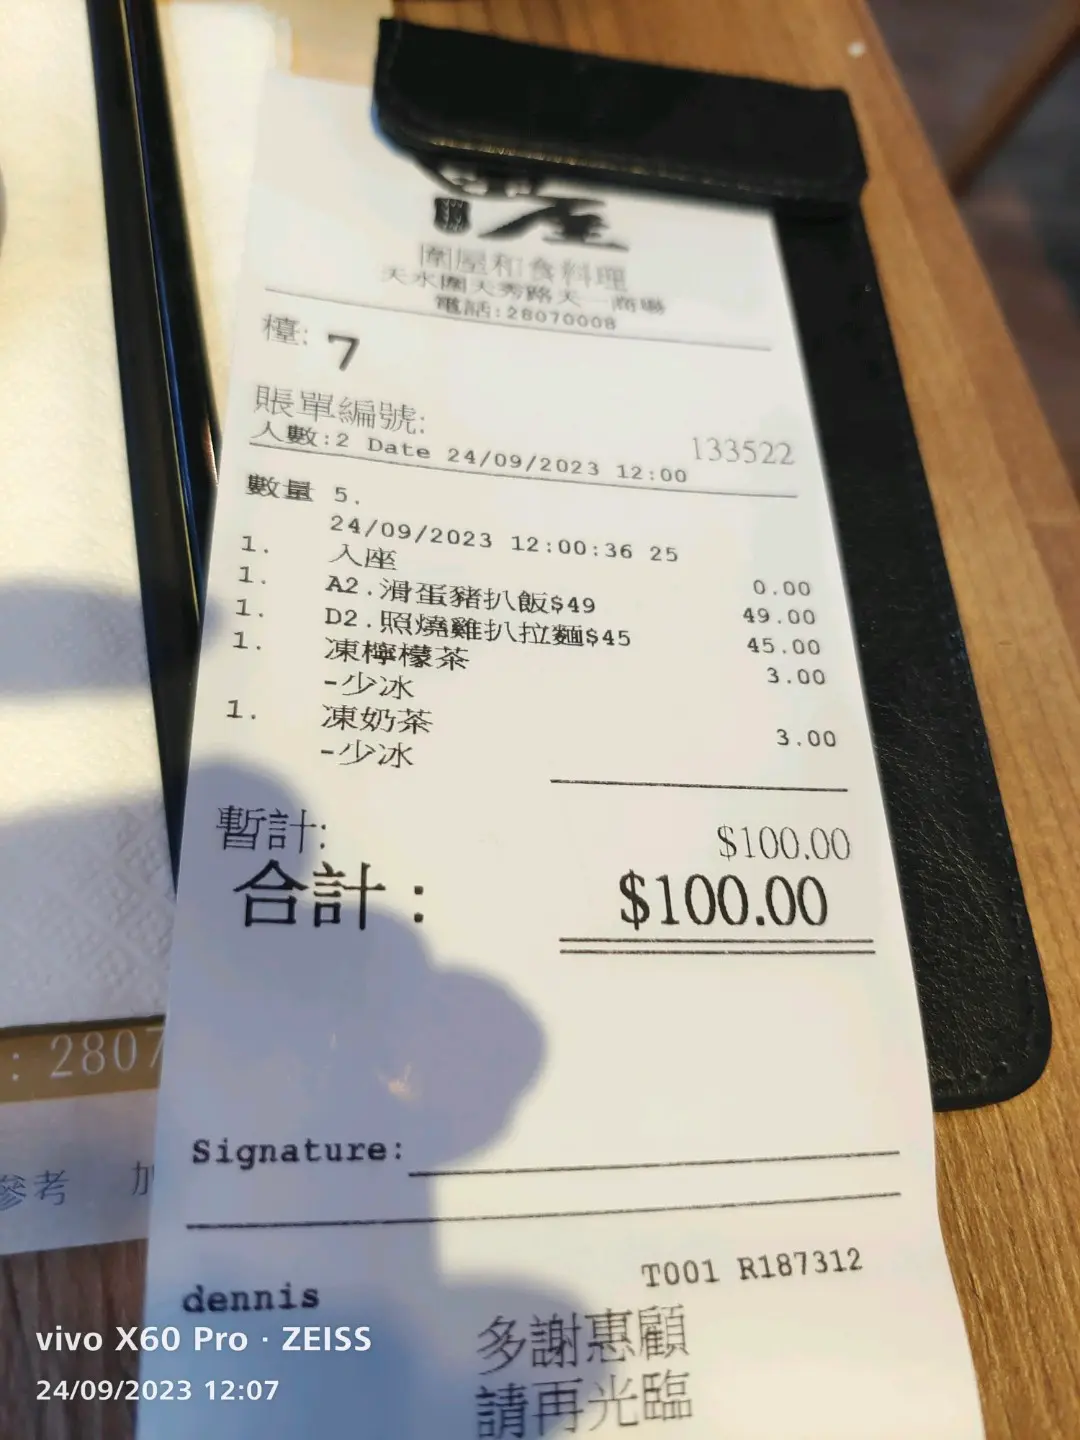 圍屋和食料理
天水圍天秀路天一商場
電話:28070008
檯: 7
賬單編號: 133522
人數:2 Date 24/09/2023 12:00
數量 5.
24/09/2023 12:00:36 25
1. 入座 0.00
1. A2.滑蛋豬扒飯$49 49.00
1. D2.照燒雞扒拉麵$45 45.00
1. 凍檸檬茶 3.00
-少冰
1. 凍奶茶 3.00
-少冰
暫計: $100.00
合計: $100.00
Signature:
T001 R187312
dennis
多謝惠顧
請再光臨
: 2807
參考 加
vivo X60 Pro · ZEISS
24/09/2023 12:07